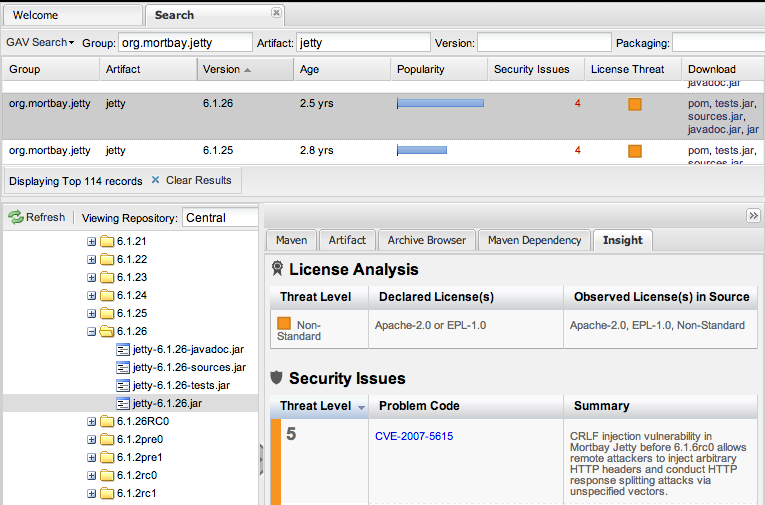 Welcome
Search
GAV Search Group: org.mortbay.jetty Artifact: jetty Version: Packaging:
Group Artifact Version Age Popularity Security Issues License Threat Download
javadoc.jar
org.mortbay.jetty jetty 6.1.26 2.5 yrs 4 pom, tests.jar,
sources.jar,
javadoc.jar, jar
org.mortbay.jetty jetty 6.1.25 2.8 yrs 4 pom, tests.jar,
sources.jar
Displaying Top 114 records Clear Results
Refresh Viewing Repository: Central
6.1.21
6.1.22
6.1.23
6.1.24
6.1.25
6.1.26
jetty-6.1.26-javadoc.jar
jetty-6.1.26-sources.jar
jetty-6.1.26-tests.jar
jetty-6.1.26.jar
6.1.26RC0
6.1.2pre0
6.1.2pre1
6.1.2rc0
6.1.2rc1
Maven Artifact Archive Browser Maven Dependency Insight
License Analysis
Threat Level Declared License(s) Observed License(s) in Source
Non-
Standard
Apache-2.0 or EPL-1.0
Apache-2.0, EPL-1.0, Non-Standard
Security Issues
Threat Level Problem Code Summary
5
CVE-2007-5615
CRLF injection vulnerability in
Mortbay Jetty before 6.1.6rc0 allows
remote attackers to inject arbitrary
HTTP headers and conduct HTTP
response splitting attacks via
unspecified vectors.